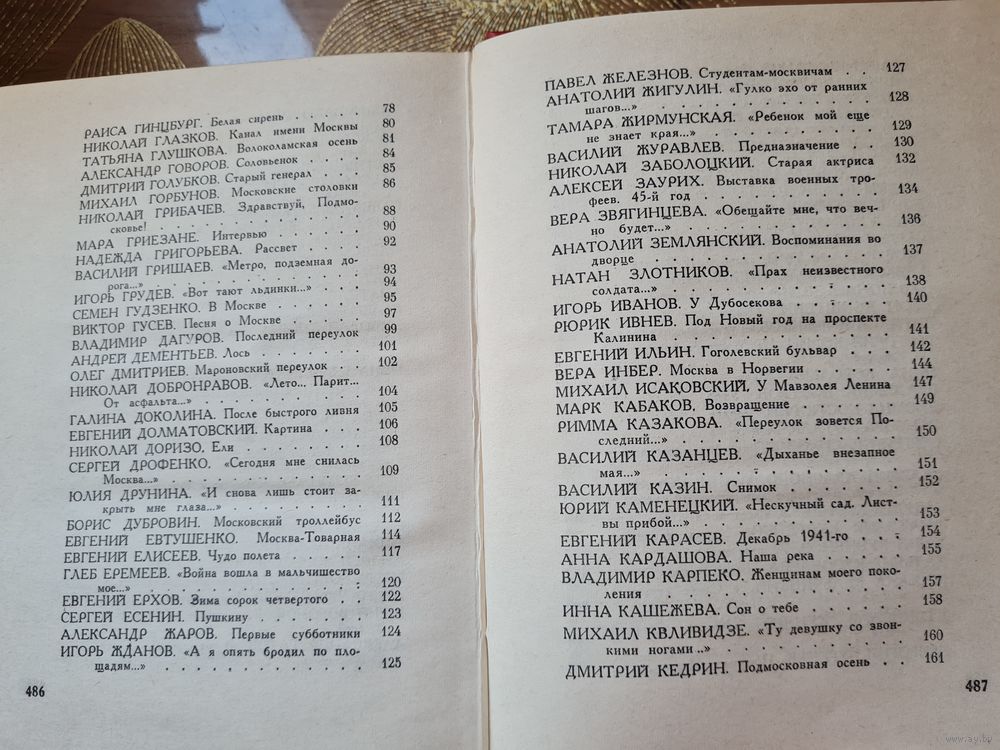 РАИСА ГИНЦБУРГ. Белая сирень . . . . . 78
НИКОЛАЙ ГЛАЗКОВ. Канал имени Москвы 80
ТАТЬЯНА ГЛУШКОВА. Волоколамская осень 81
АЛЕКСАНДР ГОВОРОВ. Соловьенок . . . . 84
ДМИТРИЙ ГОЛУБКОВ. Старый генерал . . . 85
МИХАИЛ ГОРБУНОВ. Московские столовки 86
НИКОЛАЙ ГРИБАЧЕВ. Здравствуй, Подмо-
сковье! . . . . . . . . . . 88
МАРА ГРИЕЗАНЕ. Интервью . . . . . . 90
НАДЕЖДА ГРИГОРЬЕВА. Рассвет . . . . 92
ВАСИЛИЙ ГРИШАЕВ. «Метро, подземная до-
рога...» . . . . . . . . . . 93
ИГОРЬ ГРУДЕВ. «Вот тают льдинки...» . . . 94
СЕМЕН ГУДЗЕНКО. В Москве . . . . . 95
ВИКТОР ГУСЕВ. Песня о Москве . . . . . 97
ВЛАДИМИР ДАГУРОВ. Последний переулок 99
АНДРЕЙ ДЕМЕНТЬЕВ. Лось . . . . . . 101
ОЛЕГ ДМИТРИЕВ. Мароновский переулок . . 102
НИКОЛАЙ ДОБРОНРАВОВ. «Лето... Парит...
От асфальта...» . . . . . . . . 104
ГАЛИНА ДОКОЛИНА. После быстрого ливня 105
ЕВГЕНИЙ ДОЛМАТОВСКИЙ. Картина . . . 106
НИКОЛАЙ ДОРИЗО. Ели . . . . . . . 108
СЕРГЕЙ ДРОФЕНКО. «Сегодня мне снилась
Москва...» . . . . . . . . . . 109
ЮЛИЯ ДРУНИНА. «И снова лишь стоит за-
крыть мне глаза...» . . . . . . . 111
БОРИС ДУБРОВИН. Московский троллейбус 112
ЕВГЕНИЙ ЕВТУШЕНКО. Москва-Товарная 114
ЕВГЕНИЙ ЕЛИСЕЕВ. Чудо полета . . . . 117
ГЛЕБ ЕРЕМЕЕВ. «Война вошла в мальчишество
мое...» . . . . . . . . . . . 120
ЕВГЕНИЙ ЕРХОВ. Зима сорок четвертого . . 122
СЕРГЕЙ ЕСЕНИН. Пушкину . . . . . . 123
АЛЕКСАНДР ЖАРОВ. Первые субботники 124
ИГОРЬ ЖДАНОВ. «А я опять бродил по пло-
щадям...» . . . . . . . . . . 125
486
ПАВЕЛ ЖЕЛЕЗНОВ. Студентам-москвичам . . 127
АНАТОЛИЙ ЖИГУЛИН. «Гулко эхо от ранних
шагов...» . . . . . . . . . . 128
ТАМАРА ЖИРМУНСКАЯ. «Ребенок мой еще
не знает края...» . . . . . . . . 129
ВАСИЛИЙ ЖУРАВЛЕВ. Предназначение . . 130
НИКОЛАЙ ЗАБОЛОЦКИЙ. Старая актриса 132
АЛЕКСЕЙ ЗАУРИХ. Выставка военных тро-
феев. 45-й год . . . . . . . . . 134
ВЕРА ЗВЯГИНЦЕВА. «Обещайте мне, что веч-
но будет...» . . . . . . . . . 136
АНАТОЛИЙ ЗЕМЛЯНСКИЙ. Воспоминания во
дворце . . . . . . . . . . . 137
НАТАН ЗЛОТНИКОВ. «Прах неизвестного
солдата...» . . . . . . . . . . 138
ИГОРЬ ИВАНОВ. У Дубосекова . . . . . 140
РЮРИК ИВНЕВ. Под Новый год на проспекте
Калинина . . . . . . . . . . 141
ЕВГЕНИЙ ИЛЬИН. Гоголевский бульвар . . . 142
ВЕРА ИНБЕР. Москва в Норвегии . . . . 144
МИХАИЛ ИСАКОВСКИЙ. У Мавзолея Ленина 147
МАРК КАБАКОВ. Возвращение . . . . . . 149
РИММА КАЗАКОВА. «Переулок зовется По-
следний...» . . . . . . . . . . 150
ВАСИЛИЙ КАЗАНЦЕВ. «Дыханье внезапное
мая...» . . . . . . . . . . . 151
ВАСИЛИЙ КАЗИН. Снимок . . . . . . 152
ЮРИЙ КАМЕНЕЦКИЙ. «Нескучный сад. Лист-
вы прибой...» . . . . . . . . . 153
ЕВГЕНИЙ КАРАСЕВ. Декабрь 1941-го . . . 154
АННА КАРДАШОВА. Наша река . . . . . 155
ВЛАДИМИР КАРПЕКО. Женщинам моего поко-
ления . . . . . . . . . . . 157
ИННА КАШЕЖЕВА. Сон о тебе . . . . . 158
МИХАИЛ КВЛИВИДЗЕ. «Ту девушку со звон-
кими ногами..» . . . . . . . . . 160
ДМИТРИЙ КЕДРИН. Подмосковная осень . . 161
487
www.ay.by